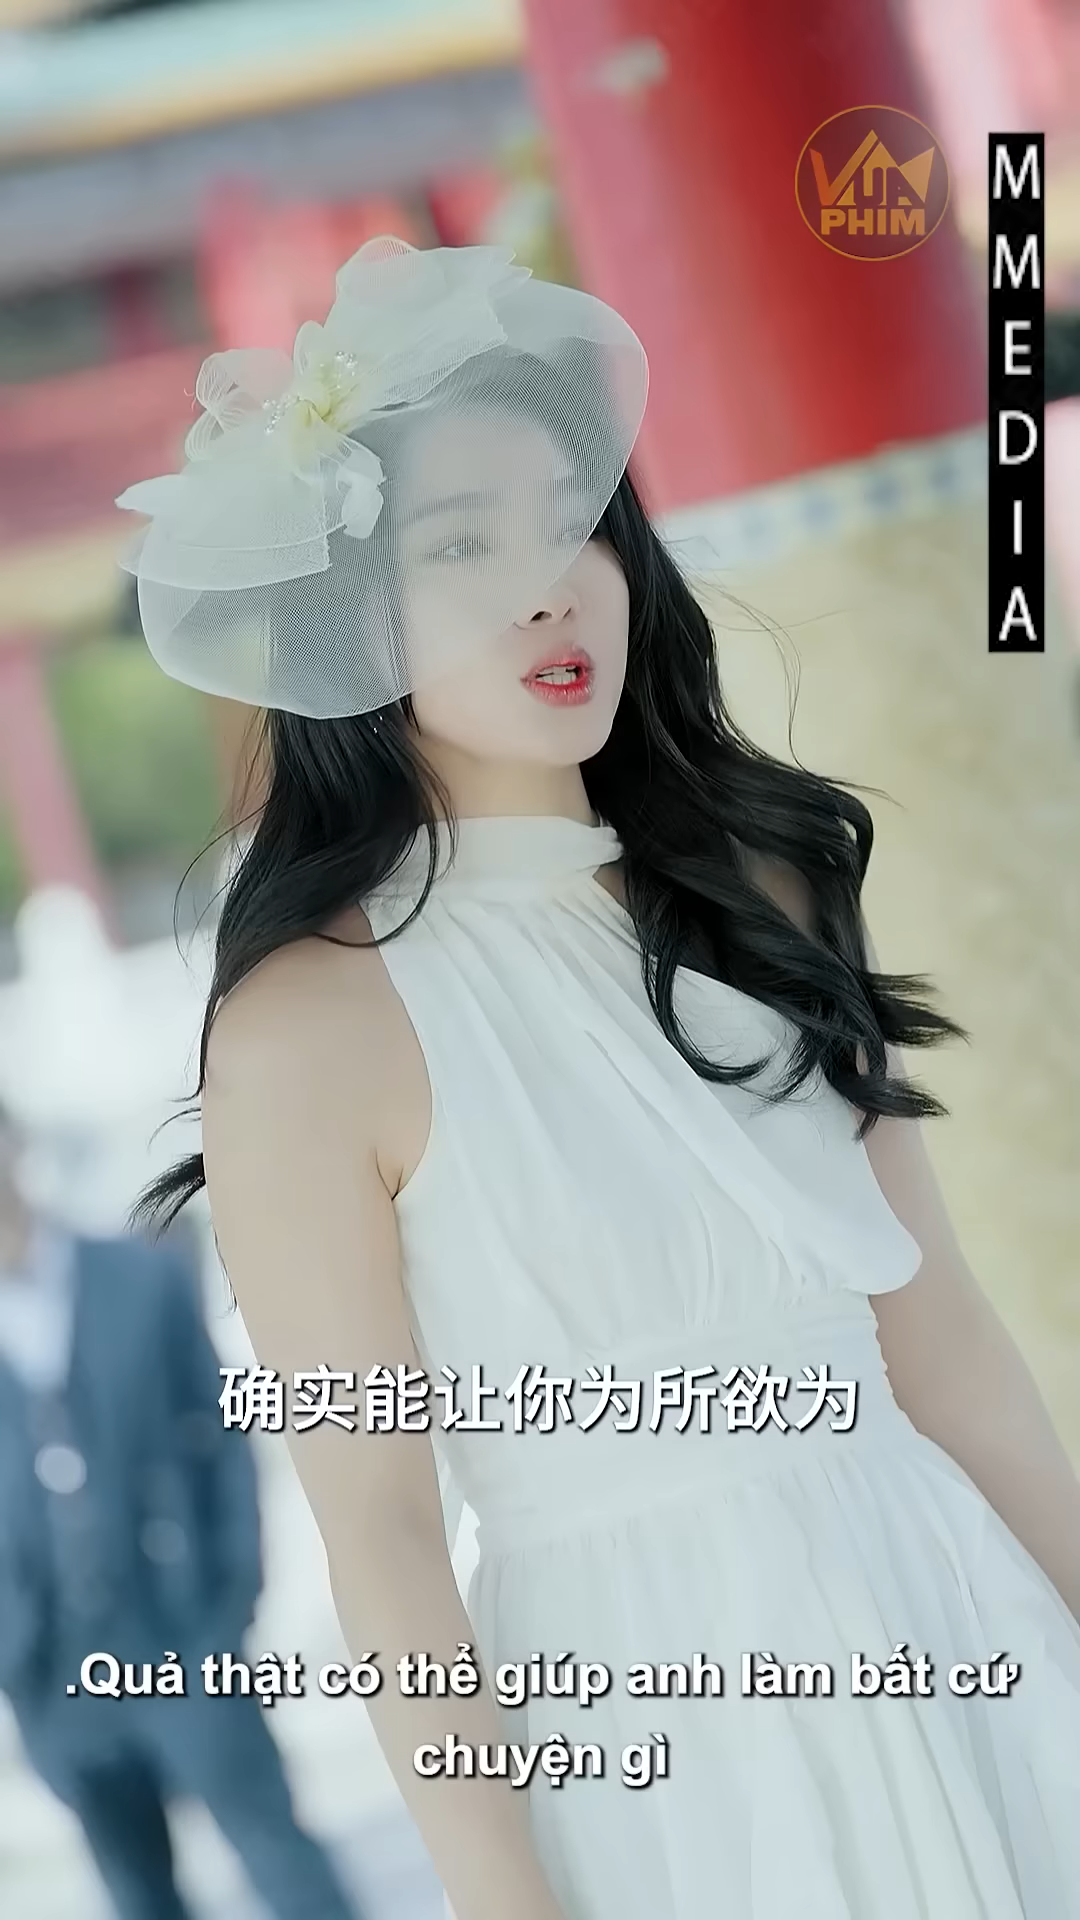 VUA
PHIM
MMEDIA
确实能让你为所欲为
.Quả thật có thể giúp anh làm bất cứ
chuyện gì